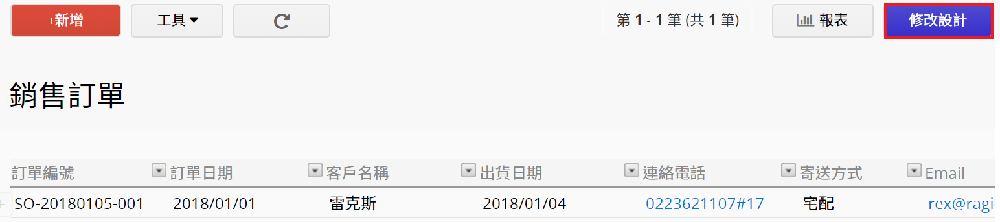 +新增 工具 第 1 - 1 筆 (共 1 筆) 報表 修改設計
銷售訂單
訂單編號 訂單日期 客戶名稱 出貨日期 連絡電話 寄送方式 Email
SO-20180105-001 2018/01/01 雷克斯 2018/01/04 0223621107#17 宅配 rex@ragi